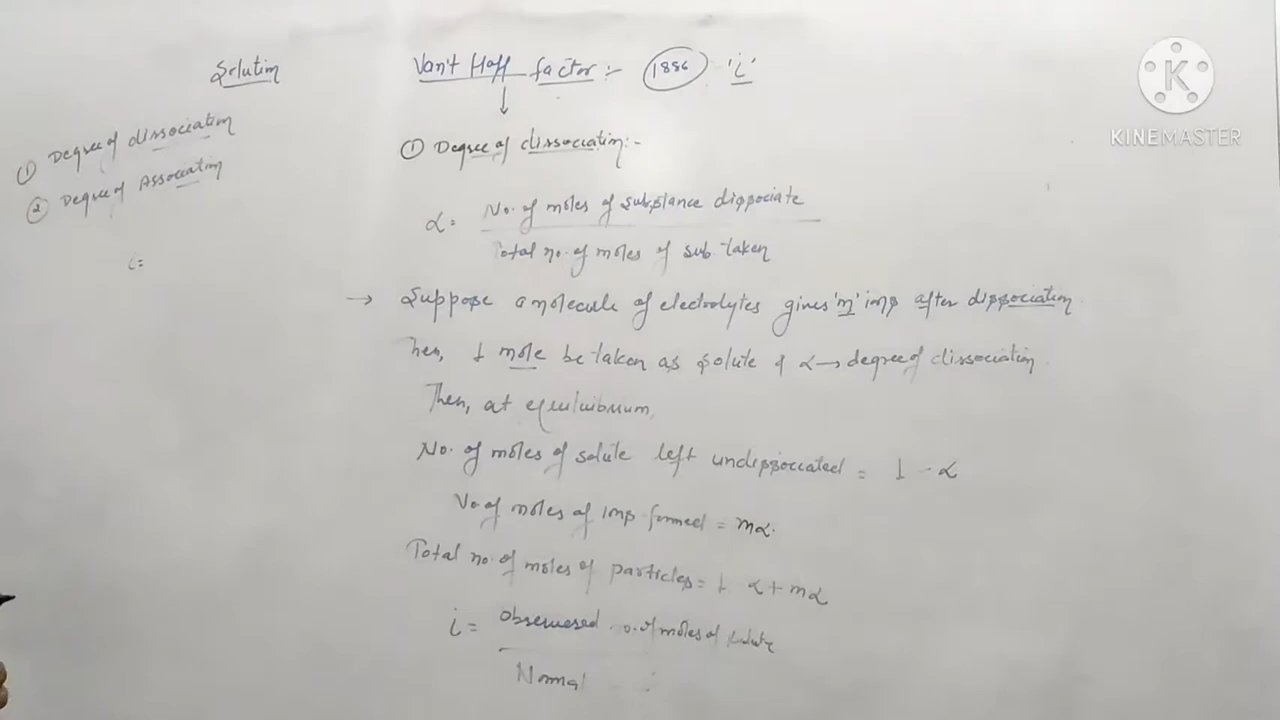 Solution
① Degree of dissociation
② Degree of Association
i=
Van't Hoff factor :- 1886 'i'
↓
① Degree of dissociation:-
α = No. of moles of substance dissociate
Total no. of moles of sub. taken
→ Suppose a molecule of electrolytes gives 'm' ions after dissociation
Then, 1 mole be taken as solute & α → degree of dissociation
Then, at equilibrium,
No. of moles of solute left undissociated = 1 - α
No of moles of ions formed = mα.
Total no. of moles of particles = 1 α + mα
i = Observed o. of moles of solute
Normal
KINEMASTER